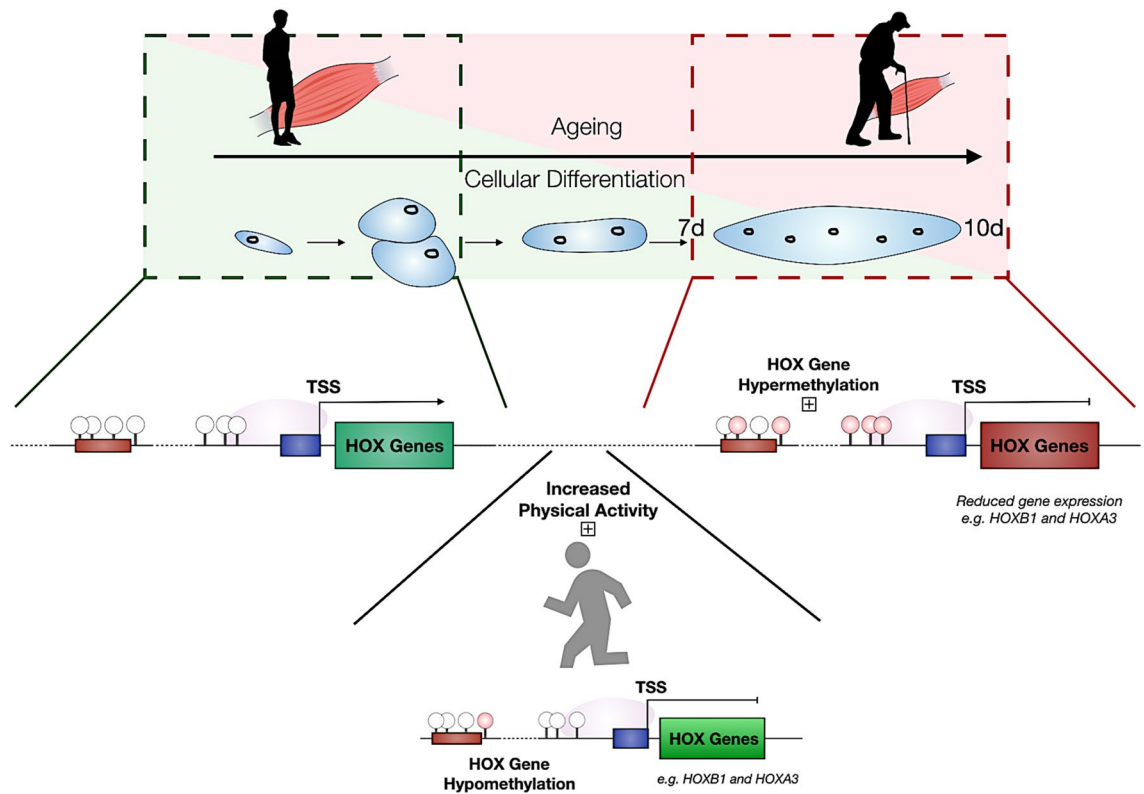 Ageing
Cellular Differentiation
7d
10d
TSS
HOX Genes
HOX Gene
Hypermethylation
TSS
HOX Genes
Reduced gene expression
e.g. HOXB1 and HOXA3
Increased
Physical Activity
TSS
HOX Genes
HOX Gene
Hypomethylation
e.g. HOXB1 and HOXA3